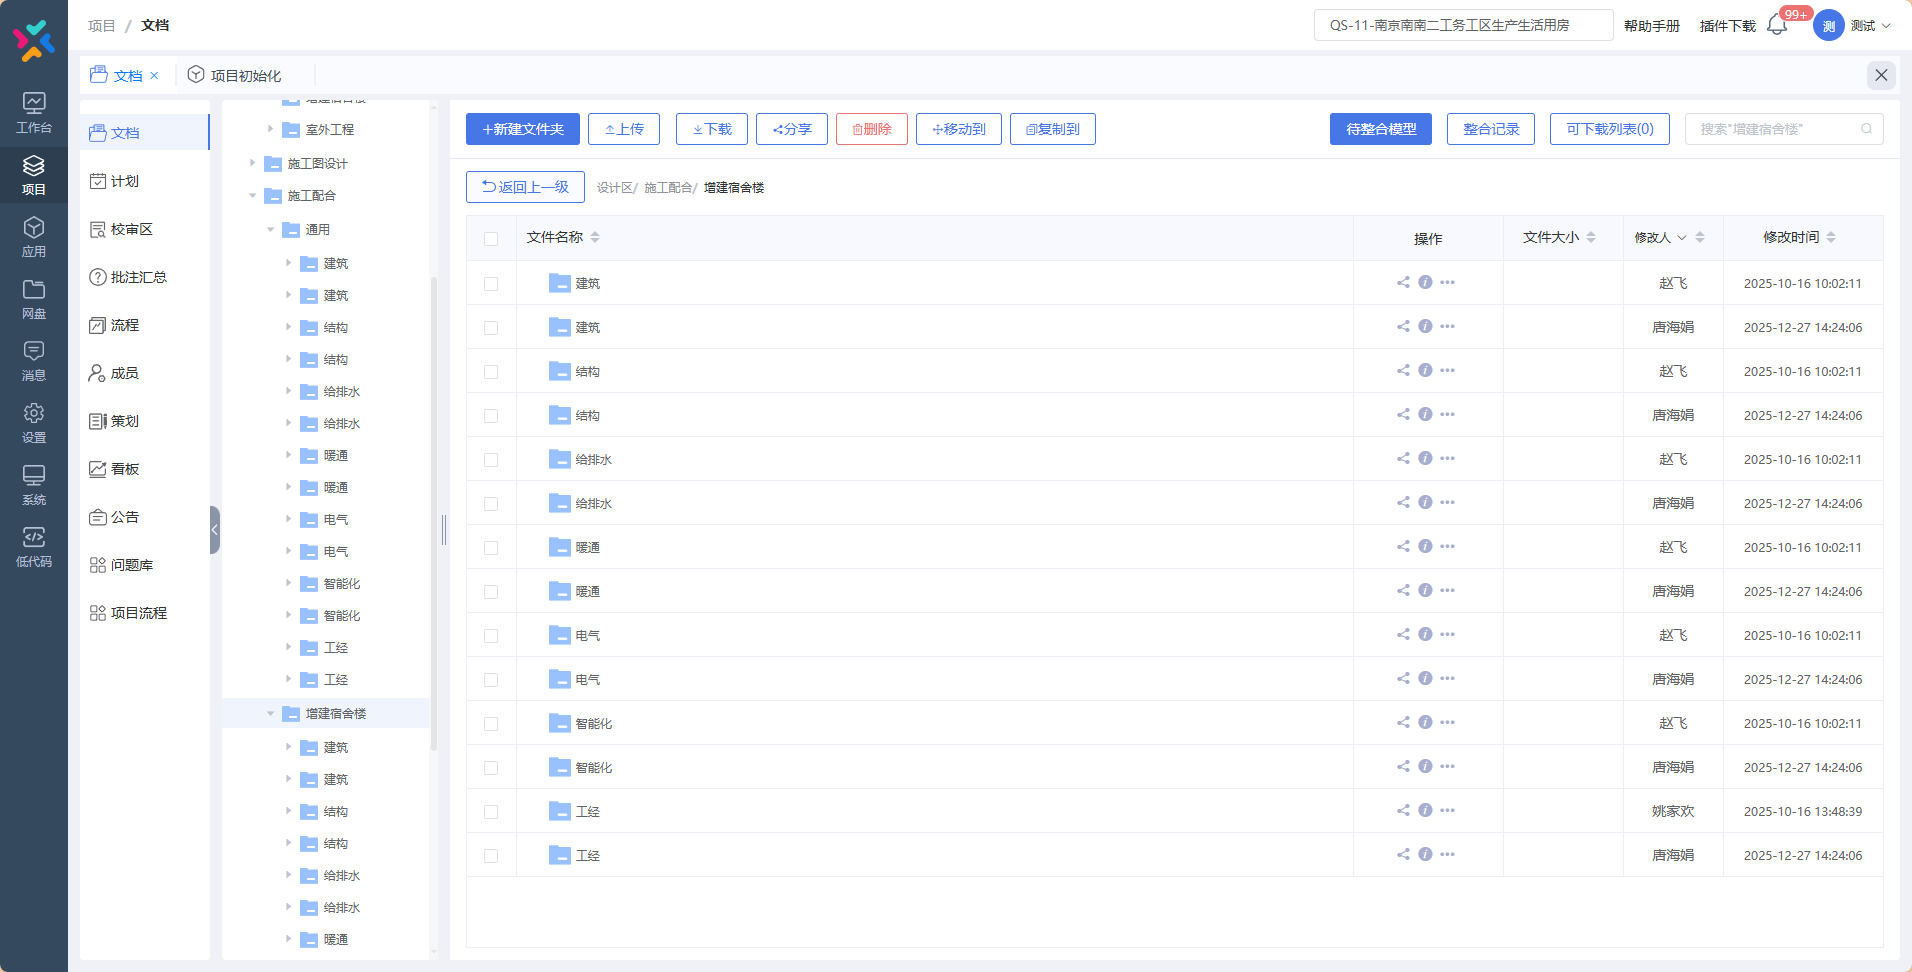 项目 / 文档
QS-11-南京南南二工务工区生产生活用房
帮助手册
插件下载
99+
测
测试
工作台
项目
应用
网盘
消息
设置
系统
低代码
文档
项目初始化
文档
计划
校审区
批注汇总
流程
成员
策划
看板
公告
问题库
项目流程
增建宿舍楼
室外工程
施工图设计
施工配合
通用
建筑
建筑
结构
结构
给排水
给排水
暖通
暖通
电气
电气
智能化
智能化
工经
工经
增建宿舍楼
建筑
建筑
结构
结构
给排水
给排水
暖通
+新建文件夹 上传 下载 分享 删除 移动到 复制到 待整合模型 整合记录 可下载列表(0) 搜索"增建宿舍楼"
返回上一级 设计区/ 施工配合/ 增建宿舍楼
文件名称 操作 文件大小 修改人 修改时间
建筑 赵飞 2025-10-16 10:02:11
建筑 唐海娟 2025-12-27 14:24:06
结构 赵飞 2025-10-16 10:02:11
结构 唐海娟 2025-12-27 14:24:06
给排水 赵飞 2025-10-16 10:02:11
给排水 唐海娟 2025-12-27 14:24:06
暖通 赵飞 2025-10-16 10:02:11
暖通 唐海娟 2025-12-27 14:24:06
电气 赵飞 2025-10-16 10:02:11
电气 唐海娟 2025-12-27 14:24:06
智能化 赵飞 2025-10-16 10:02:11
智能化 唐海娟 2025-12-27 14:24:06
工经 姚家欢 2025-10-16 13:48:39
工经 唐海娟 2025-12-27 14:24:06